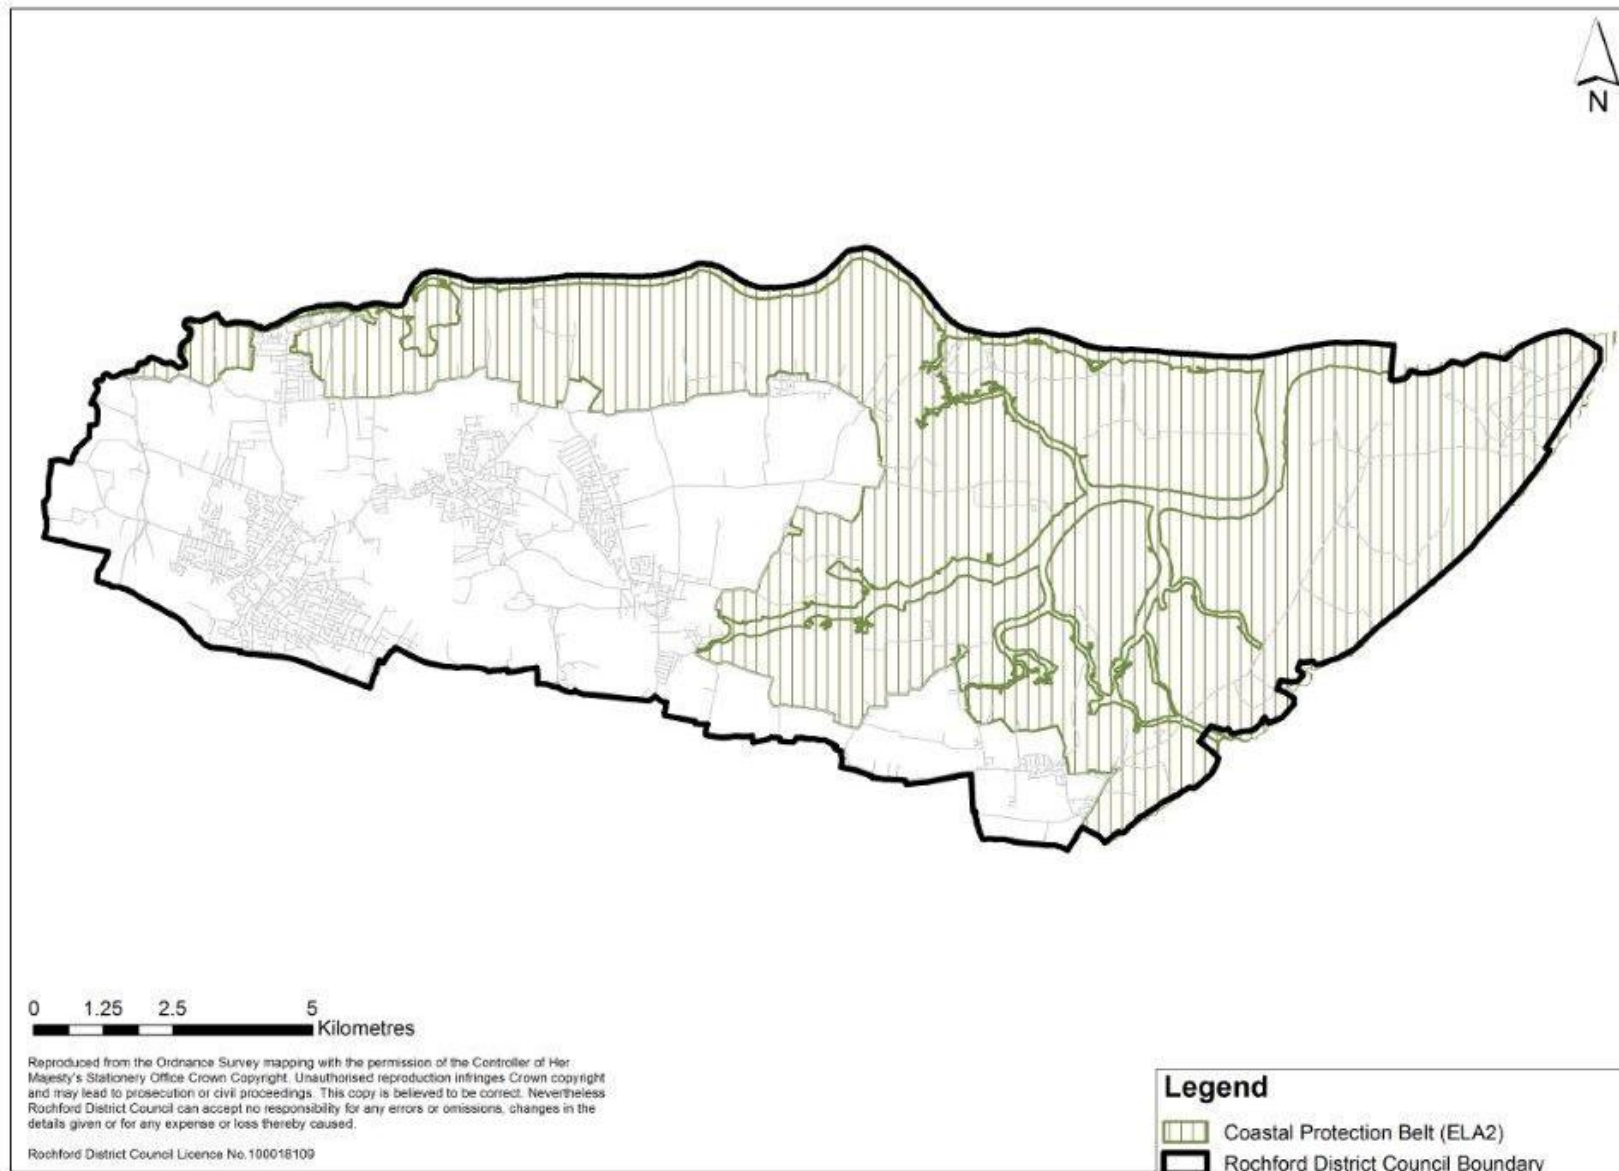 N
0 1.25 2.5 5
Kilometres
Reproduced from the Ordnance Survey mapping with the permission of the Controller of Her
Majesty's Stationery Office Crown Copyright. Unauthorised reproduction infringes Crown copyright
and may lead to prosecution or civil proceedings. This copy is believed to be correct. Nevertheless
Rochford District Council can accept no responsibility for any errors or omissions, changes in the
details given or for any expense or loss thereby caused.
Rochford District Council Licence No.100018109
Legend
Coastal Protection Belt (ELA2)
Rochford District Council Boundary